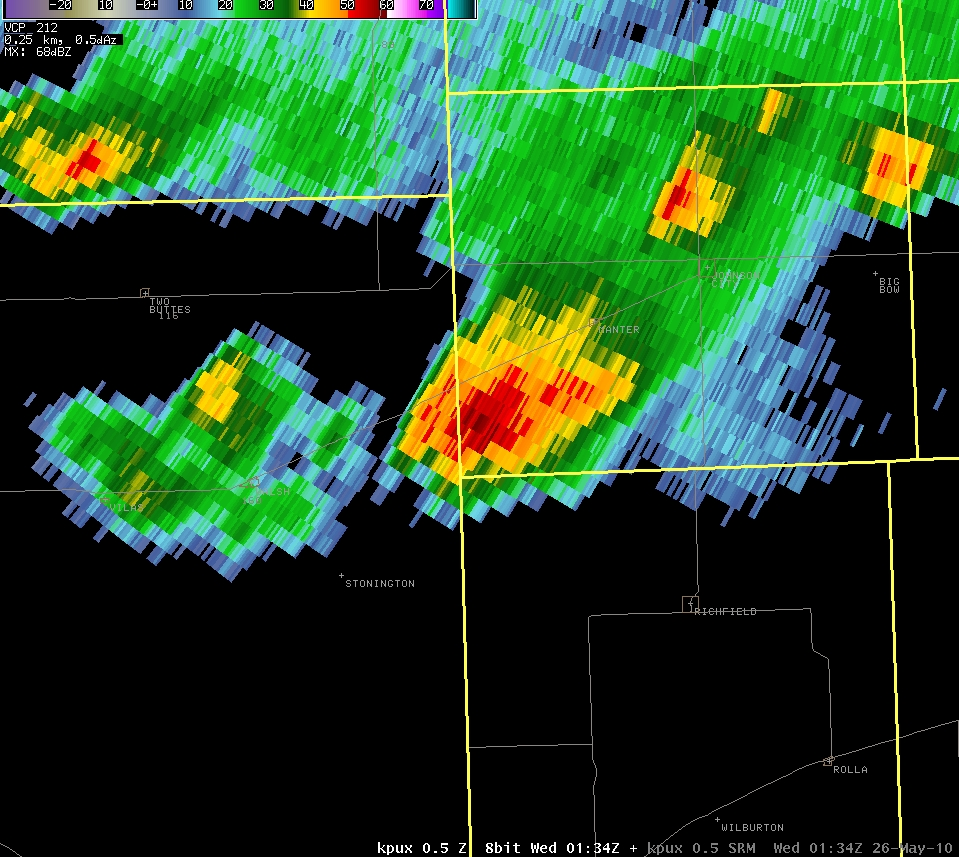 -20 10 -+0 10 20 30 40 50 60 70
VCP 212
0.25 km, 0.5dAz
MX: 68dBZ
JOHNSON
BIG
BOW
TWO
BUTTES
116
MANTER
VILAS
STONINGTON
RICHFIELD
ROLLA
WILBURTON
kpux 0.5 Z 8bit Wed 01:34Z + kpux 0.5 SRM Wed 01:34Z 26-May-10